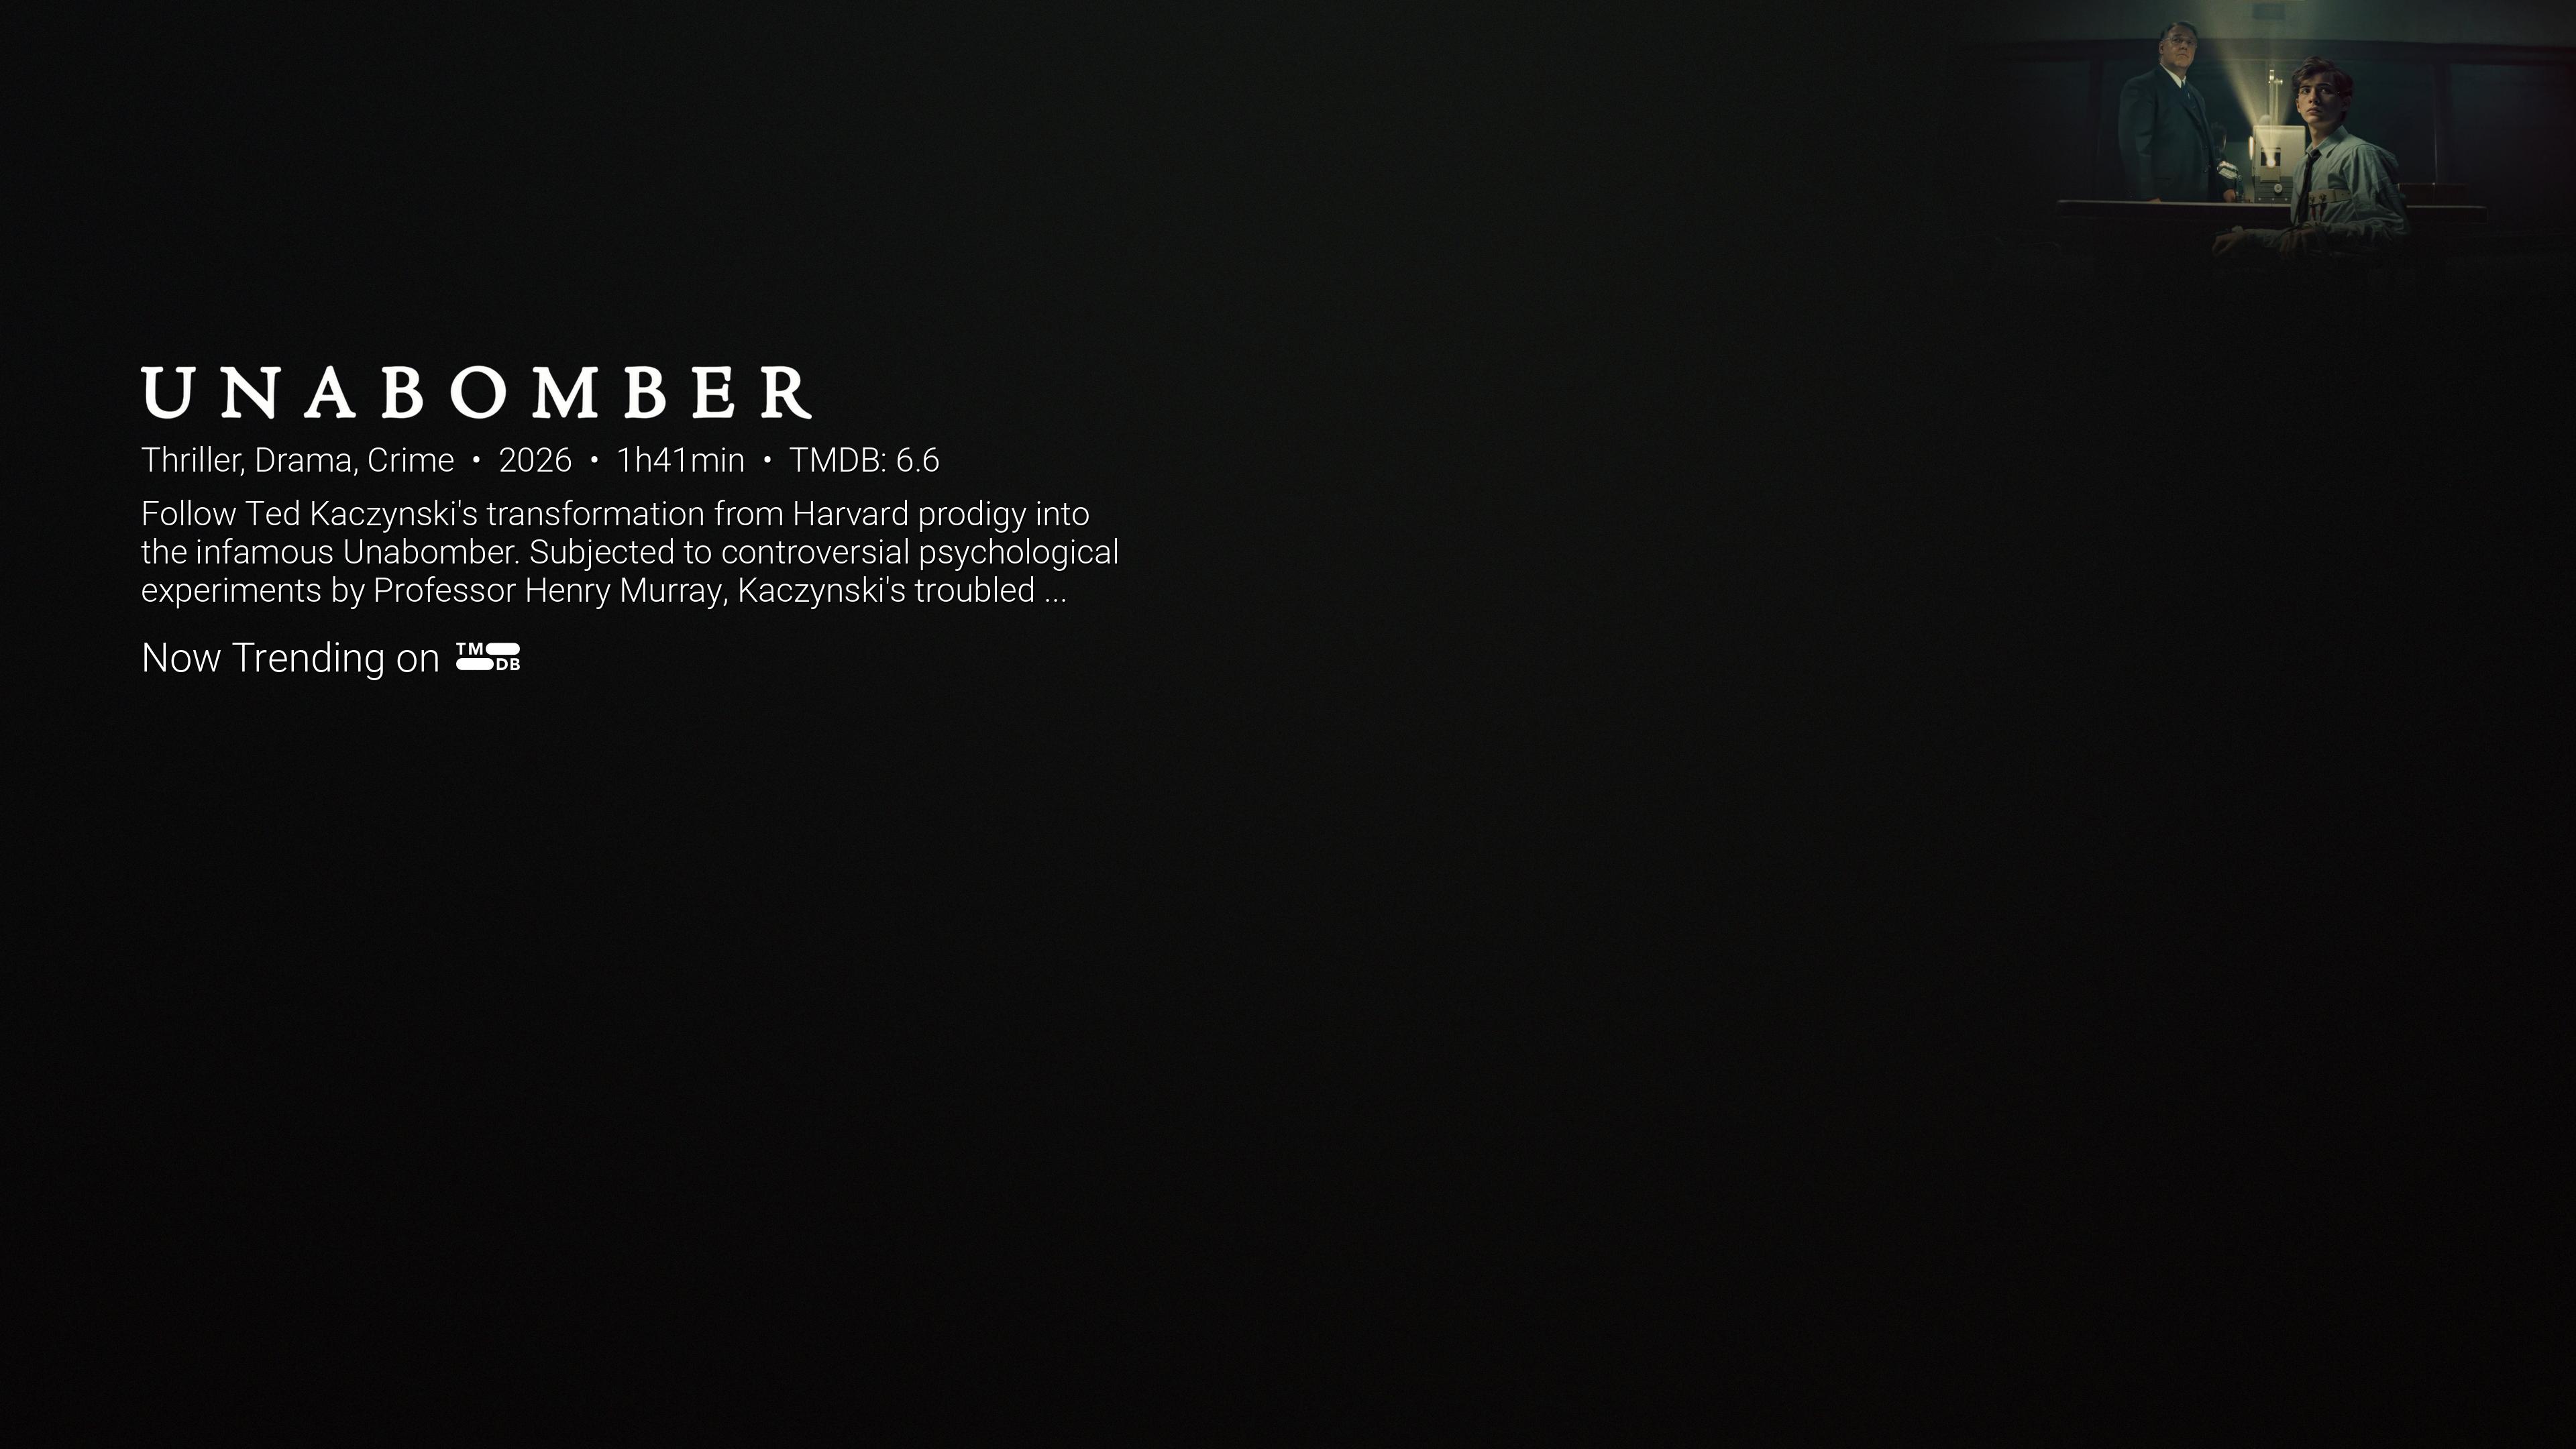 UNABOMBER
Thriller, Drama, Crime • 2026 • 1h41min • TMDB: 6.6
Follow Ted Kaczynski's transformation from Harvard prodigy into
the infamous Unabomber. Subjected to controversial psychological
experiments by Professor Henry Murray, Kaczynski's troubled ...
Now Trending on TMDB